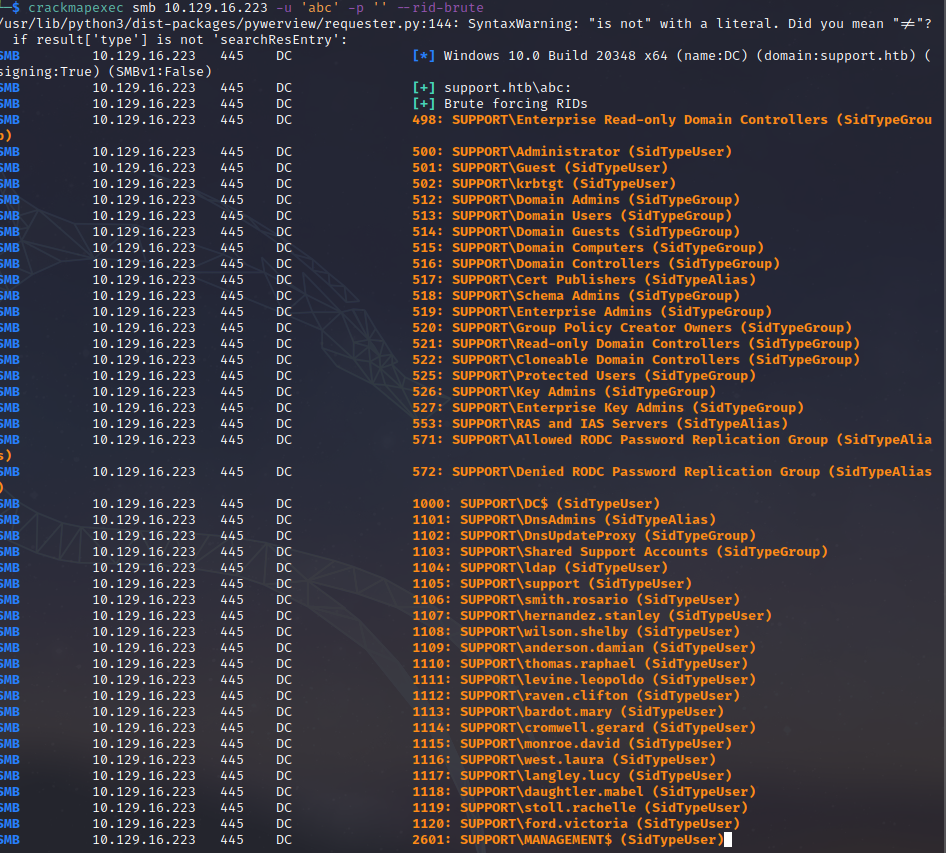 ─$ crackmapexec smb 10.129.16.223 -u 'abc' -p '' --rid-brute
/usr/lib/python3/dist-packages/pywerview/requester.py:144: SyntaxWarning: "is not" with a literal. Did you mean "≠"?
if result['type'] is not 'searchResEntry':
SMB 10.129.16.223 445 DC [*] Windows 10.0 Build 20348 x64 (name:DC) (domain:support.htb) (
signing:True) (SMBv1:False)
SMB 10.129.16.223 445 DC [+] support.htb\abc:
SMB 10.129.16.223 445 DC [+] Brute forcing RIDs
SMB 10.129.16.223 445 DC 498: SUPPORT\Enterprise Read-only Domain Controllers (SidTypeGrou
p)
SMB 10.129.16.223 445 DC 500: SUPPORT\Administrator (SidTypeUser)
SMB 10.129.16.223 445 DC 501: SUPPORT\Guest (SidTypeUser)
SMB 10.129.16.223 445 DC 502: SUPPORT\krbtgt (SidTypeUser)
SMB 10.129.16.223 445 DC 512: SUPPORT\Domain Admins (SidTypeGroup)
SMB 10.129.16.223 445 DC 513: SUPPORT\Domain Users (SidTypeGroup)
SMB 10.129.16.223 445 DC 514: SUPPORT\Domain Guests (SidTypeGroup)
SMB 10.129.16.223 445 DC 515: SUPPORT\Domain Computers (SidTypeGroup)
SMB 10.129.16.223 445 DC 516: SUPPORT\Domain Controllers (SidTypeGroup)
SMB 10.129.16.223 445 DC 517: SUPPORT\Cert Publishers (SidTypeAlias)
SMB 10.129.16.223 445 DC 518: SUPPORT\Schema Admins (SidTypeGroup)
SMB 10.129.16.223 445 DC 519: SUPPORT\Enterprise Admins (SidTypeGroup)
SMB 10.129.16.223 445 DC 520: SUPPORT\Group Policy Creator Owners (SidTypeGroup)
SMB 10.129.16.223 445 DC 521: SUPPORT\Read-only Domain Controllers (SidTypeGroup)
SMB 10.129.16.223 445 DC 522: SUPPORT\Cloneable Domain Controllers (SidTypeGroup)
SMB 10.129.16.223 445 DC 525: SUPPORT\Protected Users (SidTypeGroup)
SMB 10.129.16.223 445 DC 526: SUPPORT\Key Admins (SidTypeGroup)
SMB 10.129.16.223 445 DC 527: SUPPORT\Enterprise Key Admins (SidTypeGroup)
SMB 10.129.16.223 445 DC 553: SUPPORT\RAS and IAS Servers (SidTypeAlias)
SMB 10.129.16.223 445 DC 571: SUPPORT\Allowed RODC Password Replication Group (SidTypeAlia
s)
SMB 10.129.16.223 445 DC 572: SUPPORT\Denied RODC Password Replication Group (SidTypeAlias
)
SMB 10.129.16.223 445 DC 1000: SUPPORT\DC$ (SidTypeUser)
SMB 10.129.16.223 445 DC 1101: SUPPORT\DnsAdmins (SidTypeAlias)
SMB 10.129.16.223 445 DC 1102: SUPPORT\DnsUpdateProxy (SidTypeGroup)
SMB 10.129.16.223 445 DC 1103: SUPPORT\Shared Support Accounts (SidTypeGroup)
SMB 10.129.16.223 445 DC 1104: SUPPORT\ldap (SidTypeUser)
SMB 10.129.16.223 445 DC 1105: SUPPORT\support (SidTypeUser)
SMB 10.129.16.223 445 DC 1106: SUPPORT\smith.rosario (SidTypeUser)
SMB 10.129.16.223 445 DC 1107: SUPPORT\hernandez.stanley (SidTypeUser)
SMB 10.129.16.223 445 DC 1108: SUPPORT\wilson.shelby (SidTypeUser)
SMB 10.129.16.223 445 DC 1109: SUPPORT\anderson.damian (SidTypeUser)
SMB 10.129.16.223 445 DC 1110: SUPPORT\thomas.raphael (SidTypeUser)
SMB 10.129.16.223 445 DC 1111: SUPPORT\levine.leopoldo (SidTypeUser)
SMB 10.129.16.223 445 DC 1112: SUPPORT\raven.clifton (SidTypeUser)
SMB 10.129.16.223 445 DC 1113: SUPPORT\bardot.mary (SidTypeUser)
SMB 10.129.16.223 445 DC 1114: SUPPORT\cromwell.gerard (SidTypeUser)
SMB 10.129.16.223 445 DC 1115: SUPPORT\monroe.david (SidTypeUser)
SMB 10.129.16.223 445 DC 1116: SUPPORT\west.laura (SidTypeUser)
SMB 10.129.16.223 445 DC 1117: SUPPORT\langley.lucy (SidTypeUser)
SMB 10.129.16.223 445 DC 1118: SUPPORT\daughtler.mabel (SidTypeUser)
SMB 10.129.16.223 445 DC 1119: SUPPORT\stoll.rachelle (SidTypeUser)
SMB 10.129.16.223 445 DC 1120: SUPPORT\ford.victoria (SidTypeUser)
SMB 10.129.16.223 445 DC 2601: SUPPORT\MANAGEMENT$ (SidTypeUser)